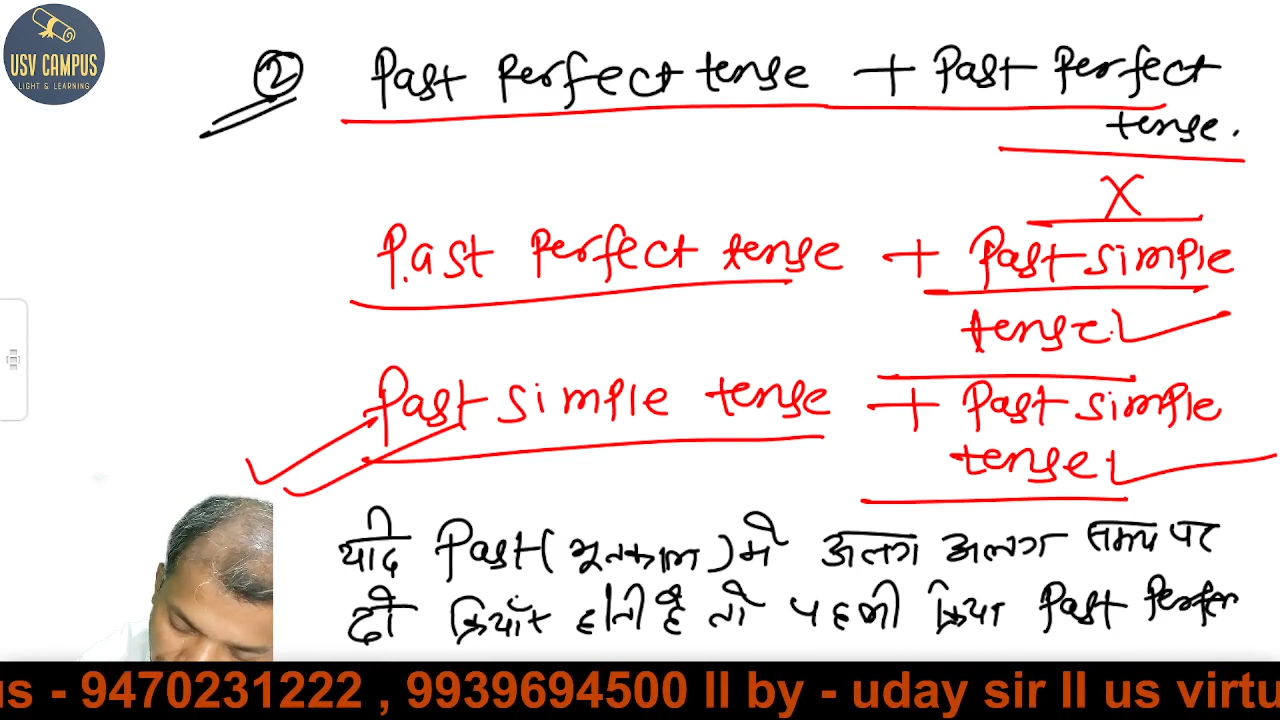 USV CAMPUS
LIGHT & LEARNING
② Past Perfect tense + Past Perfect
tense.
X
Past Perfect tense + Past simple
tense.
Past simple tense + Past simple
tense
यदि Past (भूतकाल) में अलग अलग समय पर
दो क्रियाएँ होती है तो पहली क्रिया Past Perfect
us - 9470231222 , 9939694500 II by - uday sir II us virtu